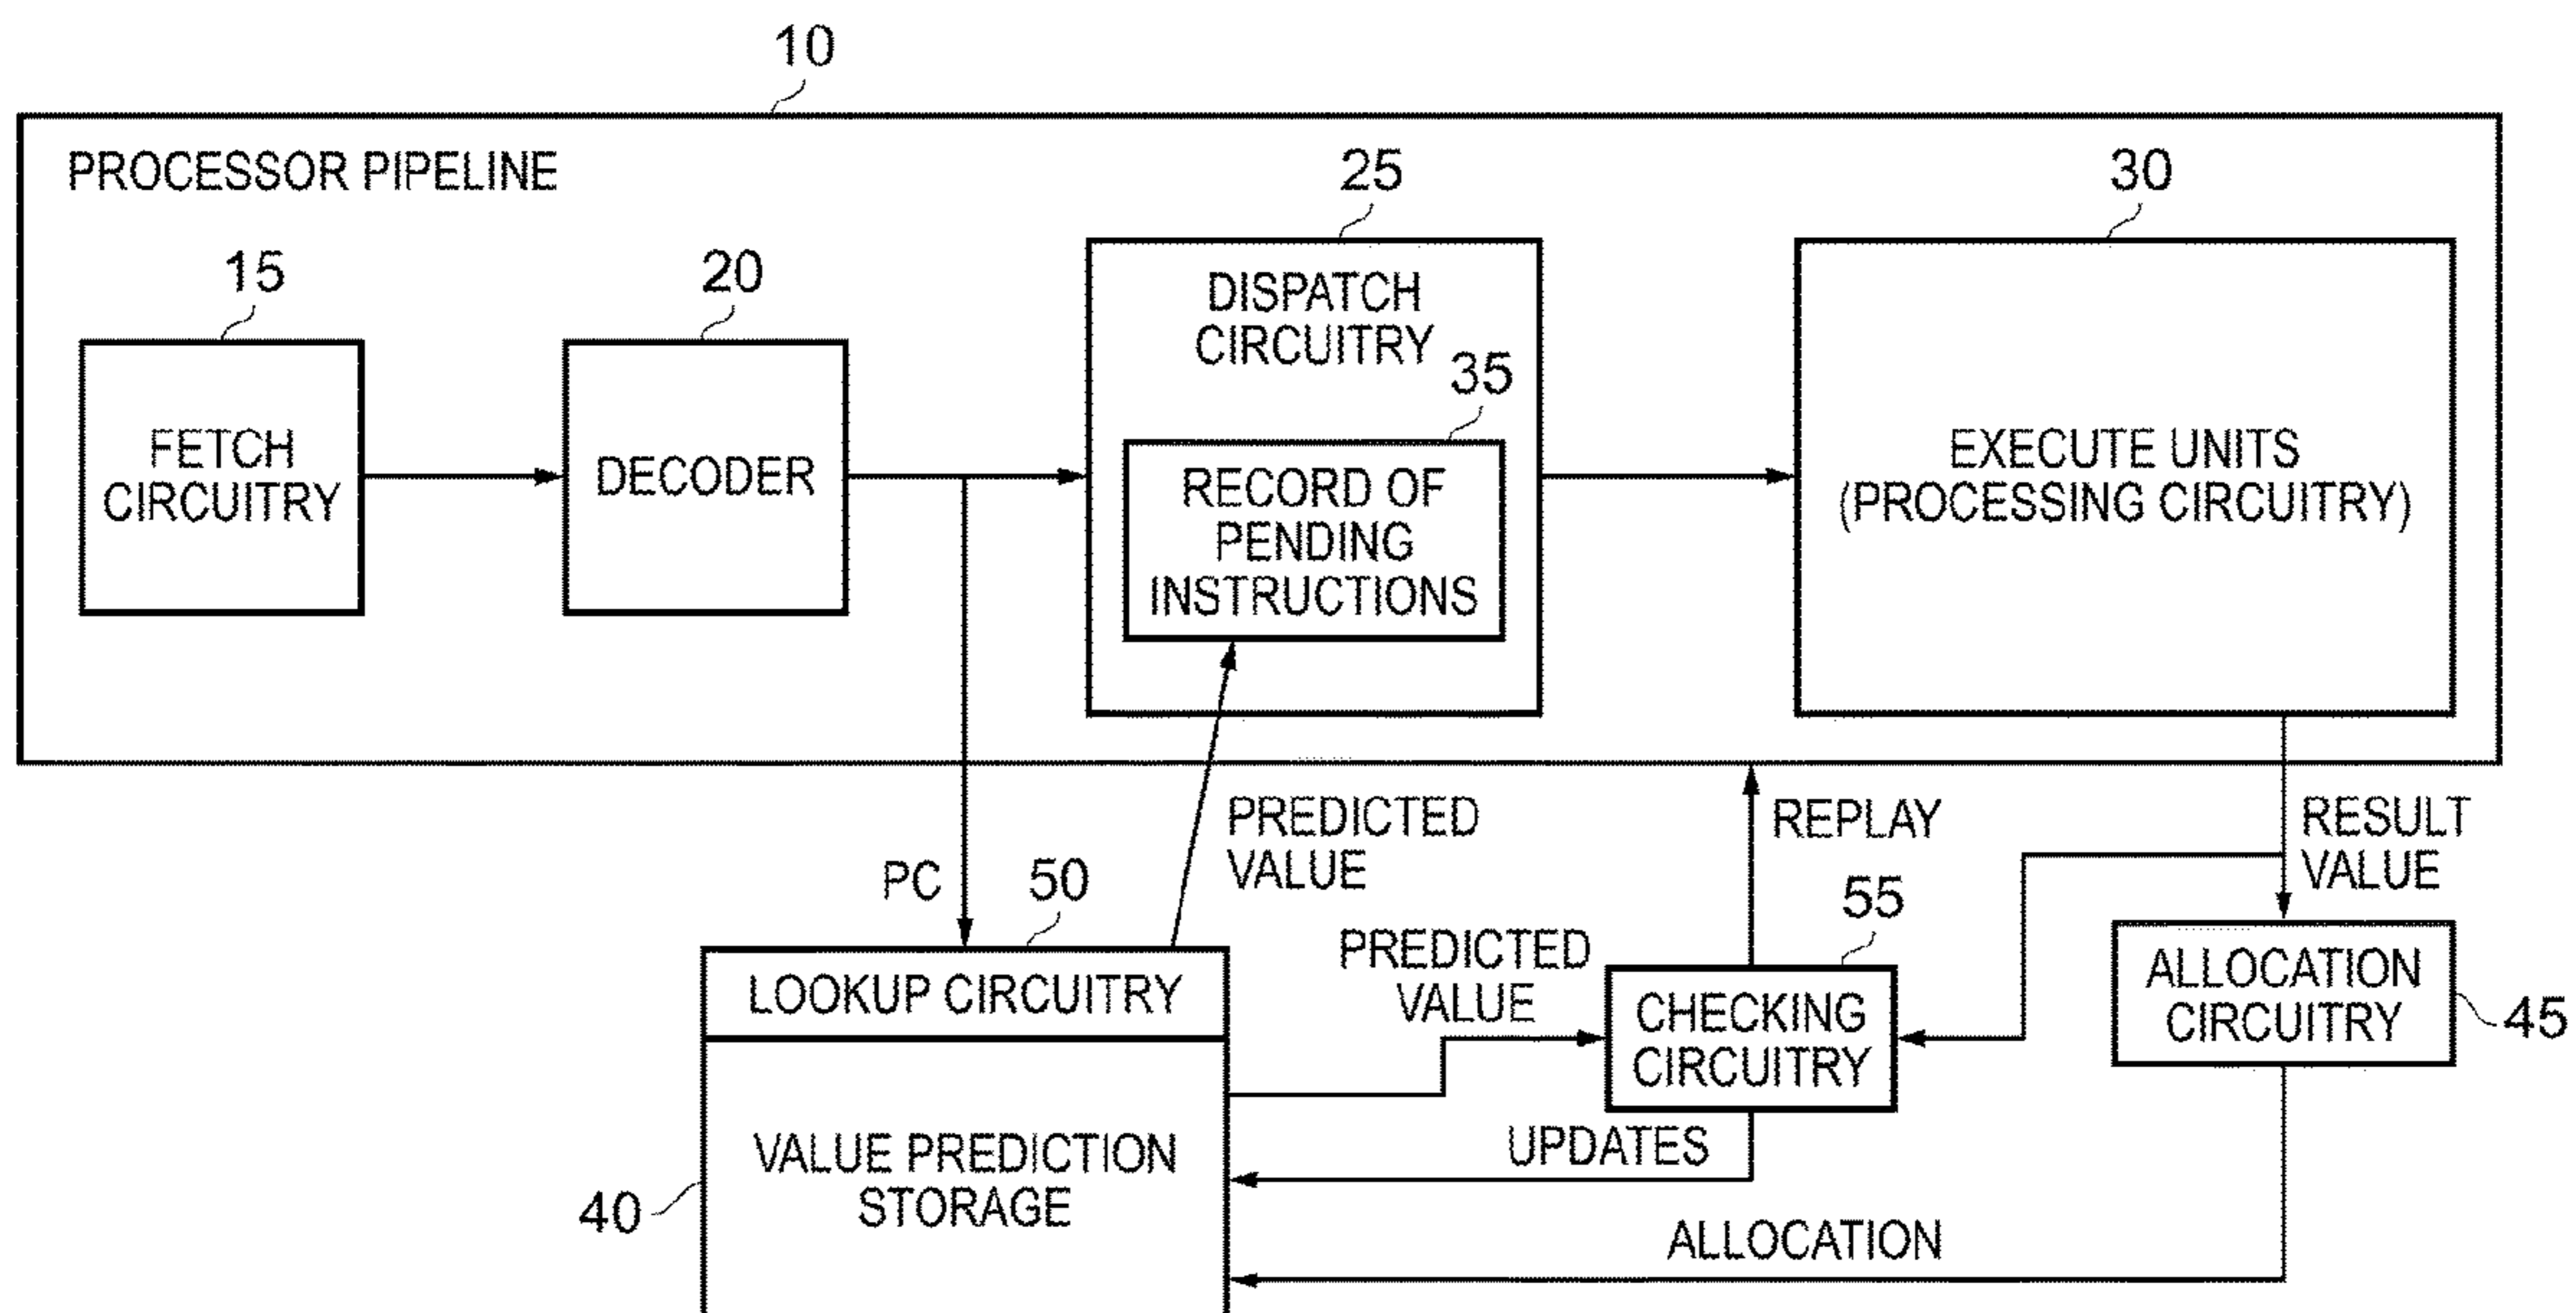 10
PROCESSOR PIPELINE
25
30
15
20
DISPATCH
CIRCUITRY
35
FETCH
CIRCUITRY
DECODER
RECORD OF
PENDING
INSTRUCTIONS
EXECUTE UNITS
(PROCESSING CIRCUITRY)
PREDICTED
VALUE
REPLAY
RESULT
VALUE
PC
50
55
PREDICTED
VALUE
LOOKUP CIRCUITRY
CHECKING
CIRCUITRY
ALLOCATION
CIRCUITRY
45
VALUE PREDICTION
STORAGE
40
UPDATES
ALLOCATION